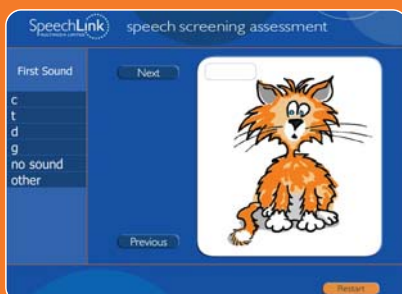 SpeechLink speech screening assessment
MULTIMEDIA LIMITED
First Sound
Next
c
t
d
g
no sound
other
Previous
Restart